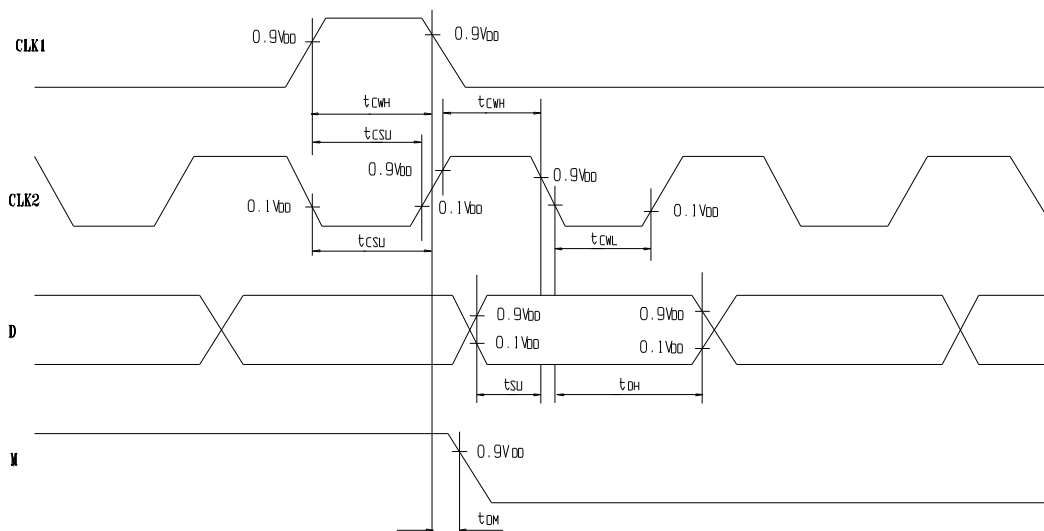 CLK1
0.9VDD
0.9VDD
tCWH
tCWH
tCSU
CLK2
0.9VDD
0.9VDD
0.1VDD
0.1VDD
0.1VDD
tCSU
tCWL
D
0.9VDD
0.9VDD
0.1VDD
0.1VDD
tSU
tDH
M
0.9VDD
tDM